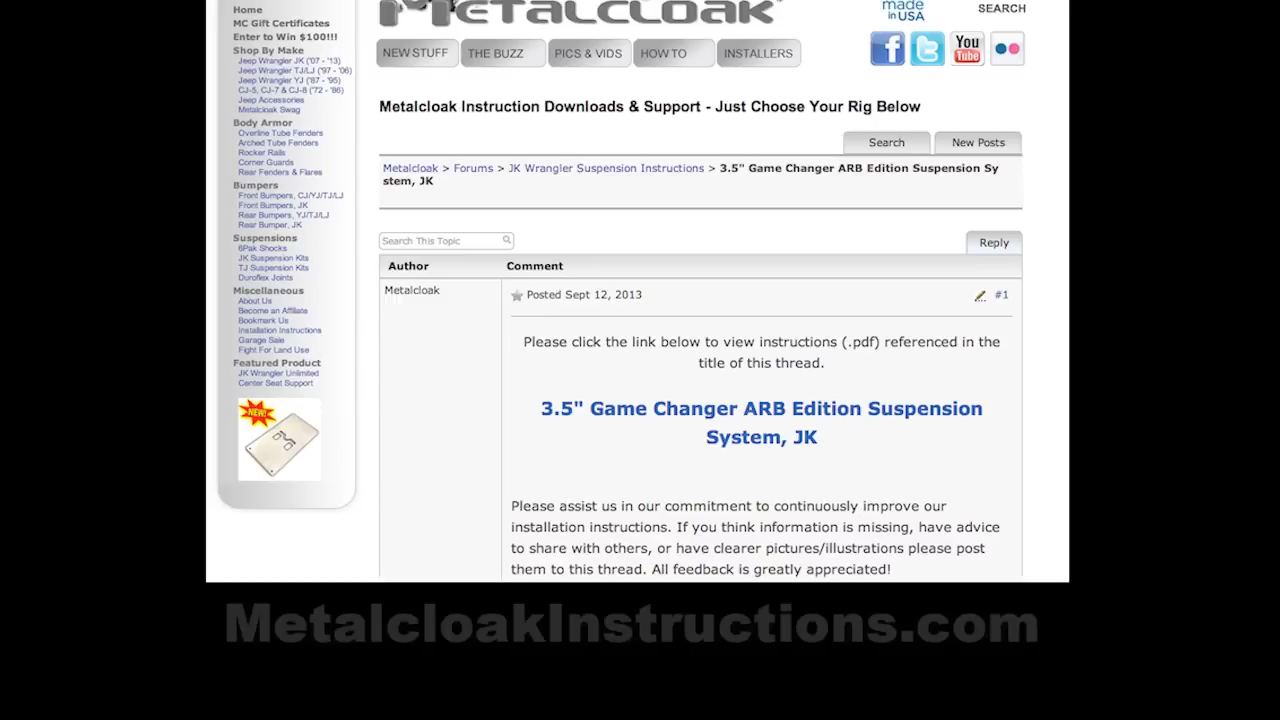 METALCLOAK
made
in USA
SEARCH
NEW STUFF
THE BUZZ
PICS & VIDS
HOW TO
INSTALLERS
f
t
You
Tube
Home
MC Gift Certificates
Enter to Win $100!!!
Shop By Make
Jeep Wrangler JK ('07 - '13)
Jeep Wrangler TJ/LJ ('97 - '06)
Jeep Wrangler YJ ('87 - '95)
CJ-5, CJ-7 & CJ-8 ('72 - '86)
Jeep Accessories
Metalcloak Swag
Body Armor
Overline Tube Fenders
Arched Tube Fenders
Rocker Rails
Corner Guards
Rear Fenders & Flares
Bumpers
Front Bumpers, CJ/YJ/TJ/LJ
Front Bumpers, JK
Rear Bumpers, YJ/TJ/LJ
Rear Bumper, JK
Suspensions
6Pak Shocks
JK Suspension Kits
TJ Suspension Kits
Duroflex Joints
Miscellaneous
About Us
Become an Affiliate
Bookmark Us
Installation Instructions
Garage Sale
Fight For Land Use
Featured Product
JK Wrangler Unlimited
Center Seat Support
NEW!
Metalcloak Instruction Downloads & Support - Just Choose Your Rig Below
Search
New Posts
Metalcloak > Forums > JK Wrangler Suspension Instructions > 3.5" Game Changer ARB Edition Suspension Sy
stem, JK
Search This Topic
Reply
Author
Comment
Metalcloak
Posted Sept 12, 2013
#1
Please click the link below to view instructions (.pdf) referenced in the
title of this thread.
3.5" Game Changer ARB Edition Suspension
System, JK
Please assist us in our commitment to continuously improve our
installation instructions. If you think information is missing, have advice
to share with others, or have clearer pictures/illustrations please post
them to this thread. All feedback is greatly appreciated!
MetalcloakInstructions.com